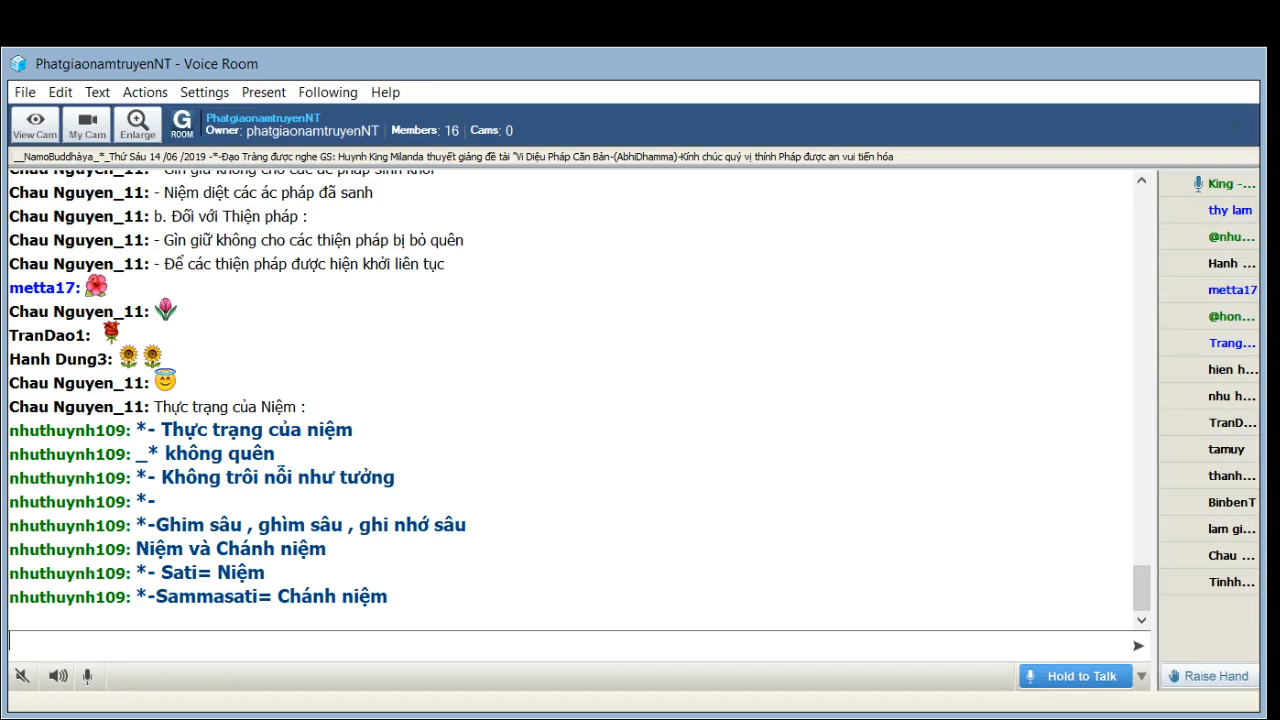 PhatgiaonamtruyenNT - Voice Room
File Edit Text Actions Settings Present Following Help
View Cam My Cam Enlarge G ROOM
PhatgiaonamtruyenNT
Owner: phatgiaonamtruyenNT | Members: 16 | Cams: 0
__NamoBuddhàya_*_Thứ Sáu 14 /06 /2019 -*-Đạo Tràng được nghe GS: Huynh King Milanda thuyết giảng đề tài "Vi Diệu Pháp Căn Bản-(AbhiDhamma)-Kính chúc quý vị thính Pháp được an vui tiến hóa
Chau Nguyen_11: - Gìn giữ không cho các ác pháp sinh khởi
Chau Nguyen_11: - Niệm diệt các ác pháp đã sanh
Chau Nguyen_11: b. Đối với Thiện pháp :
Chau Nguyen_11: - Gìn giữ không cho các thiện pháp bị bỏ quên
Chau Nguyen_11: - Để các thiện pháp được hiện khởi liên tục
metta17:
Chau Nguyen_11:
TranDao1:
Hanh Dung3:
Chau Nguyen_11:
Chau Nguyen_11: Thực trạng của Niệm :
nhuthuynh109: *- Thực trạng của niệm
nhuthuynh109: _* không quên
nhuthuynh109: *- Không trôi nỗi như tưởng
nhuthuynh109: *-
nhuthuynh109: *-Ghim sâu , ghìm sâu , ghi nhớ sâu
nhuthuynh109: Niệm và Chánh niệm
nhuthuynh109: *- Sati= Niệm
nhuthuynh109: *-Sammasati= Chánh niệm
King -...
thy lam
@nhu...
Hanh ...
metta17
@hon...
Trang...
hien h...
nhu h...
TranD...
tamuy
thanh...
BinbenT
lam gi...
Chau ...
Tinhh...
Hold to Talk
Raise Hand